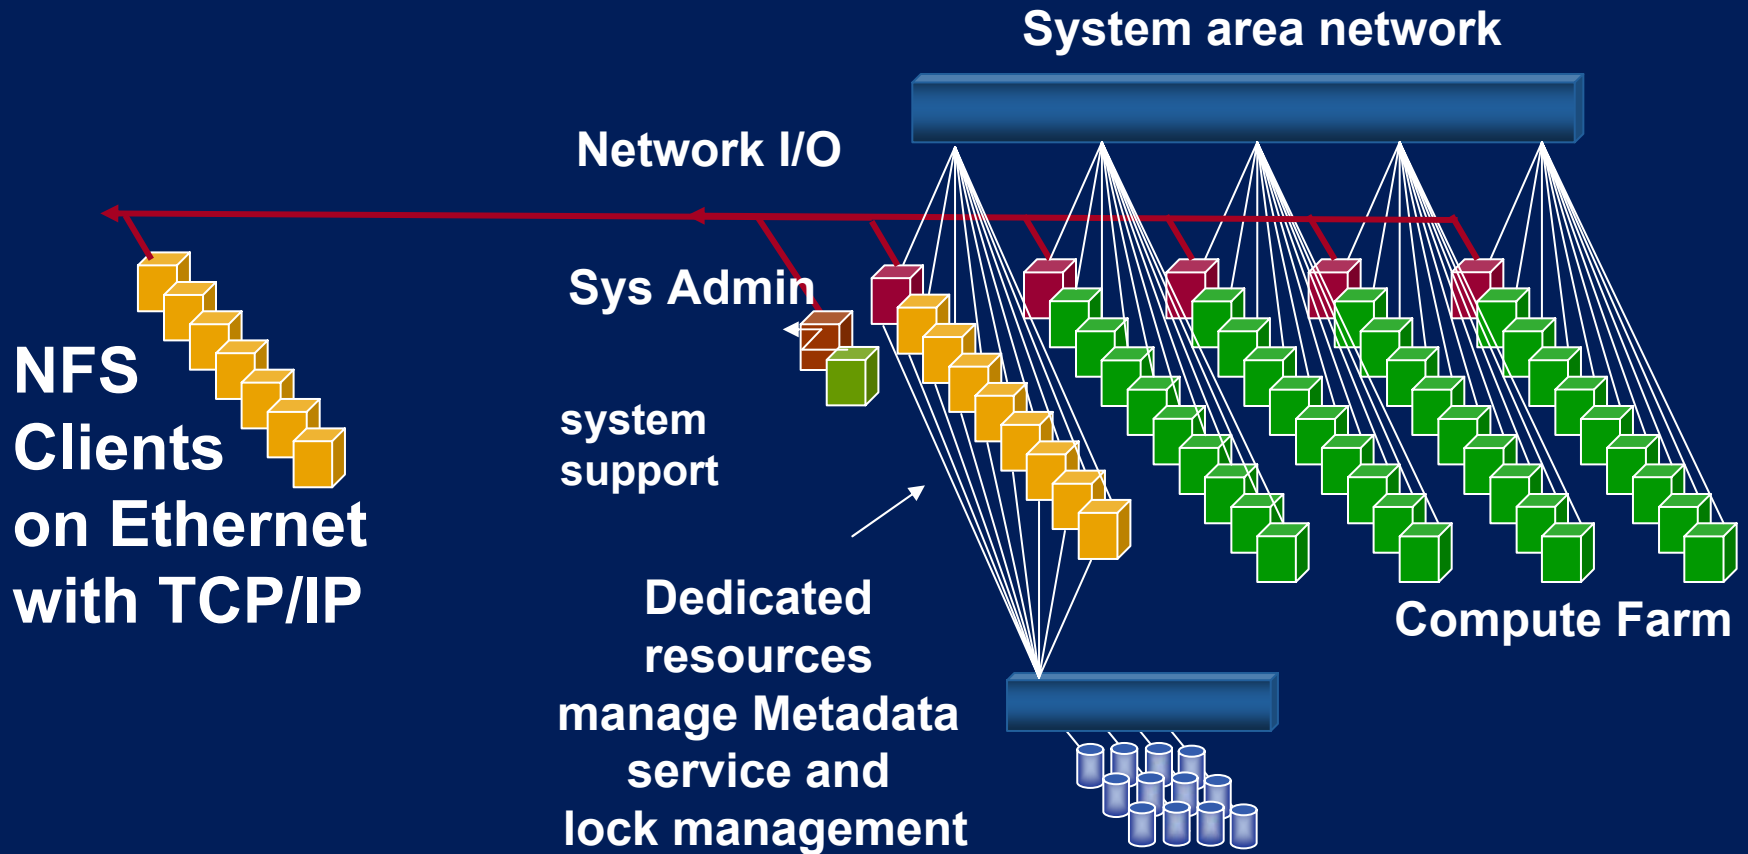 System area network
Network I/O
Sys Admin
NFS
Clients
on Ethernet
with TCP/IP
system
support
Dedicated
resources
manage Metadata
service and
lock management
Compute Farm